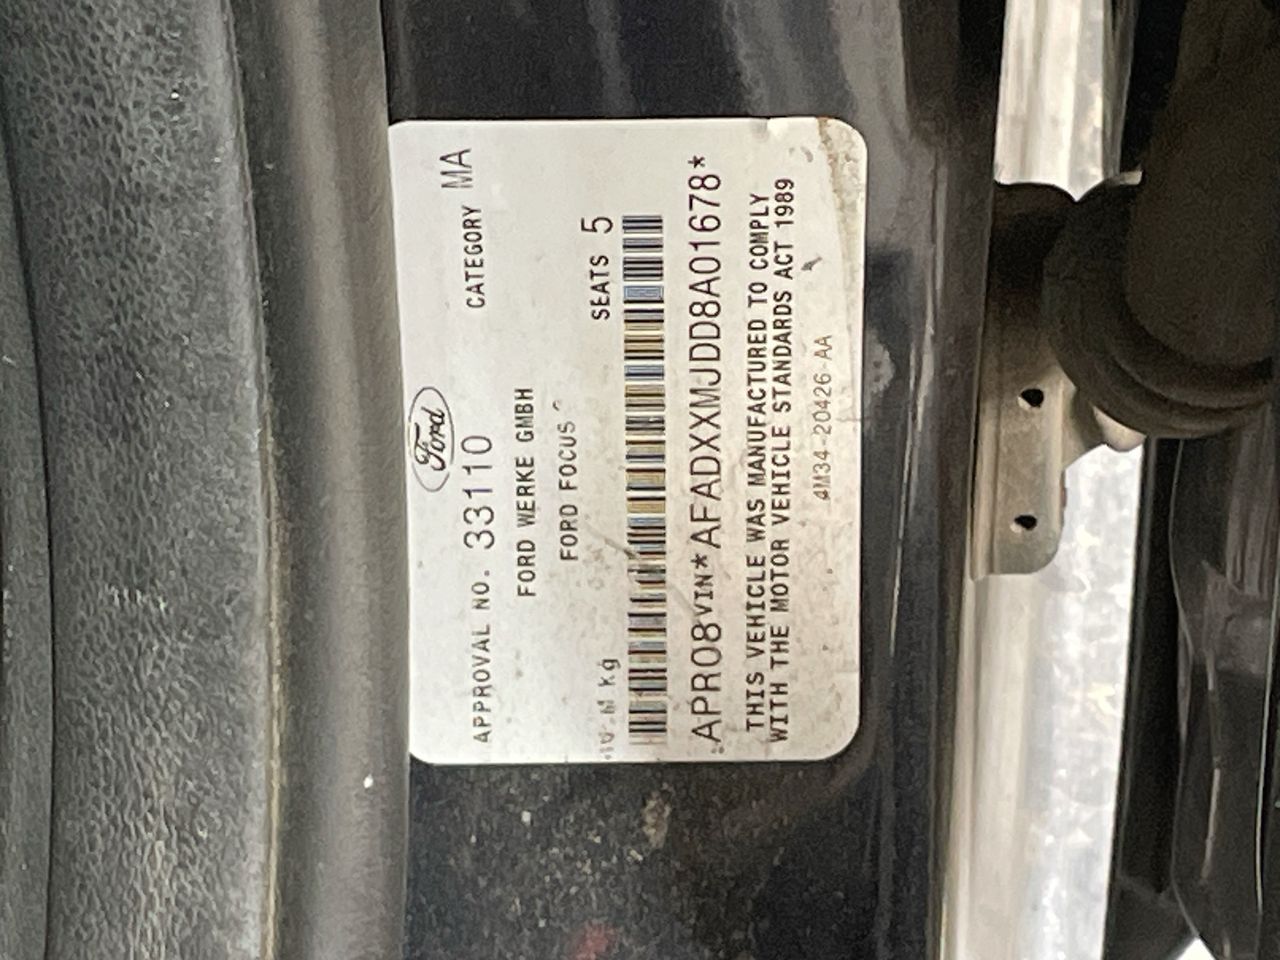 Ford
APPROVAL NO. 33110 CATEGORY MA
FORD WERKE GMBH
FORD FOCUS
kg SEATS 5
APR08 VIN*AFADXXMJDD8A01678*
THIS VEHICLE WAS MANUFACTURED TO COMPLY
WITH THE MOTOR VEHICLE STANDARDS ACT 1989
4M34-20426-AA